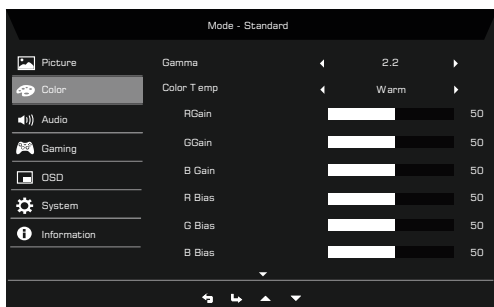 Mode - Standard
Picture
Color
Audio
Gaming
OSD
System
Information
Gamma 2.2
Color Temp Warm
RGain 50
GGain 50
B Gain 50
R Bias 50
G Bias 50
B Bias 50